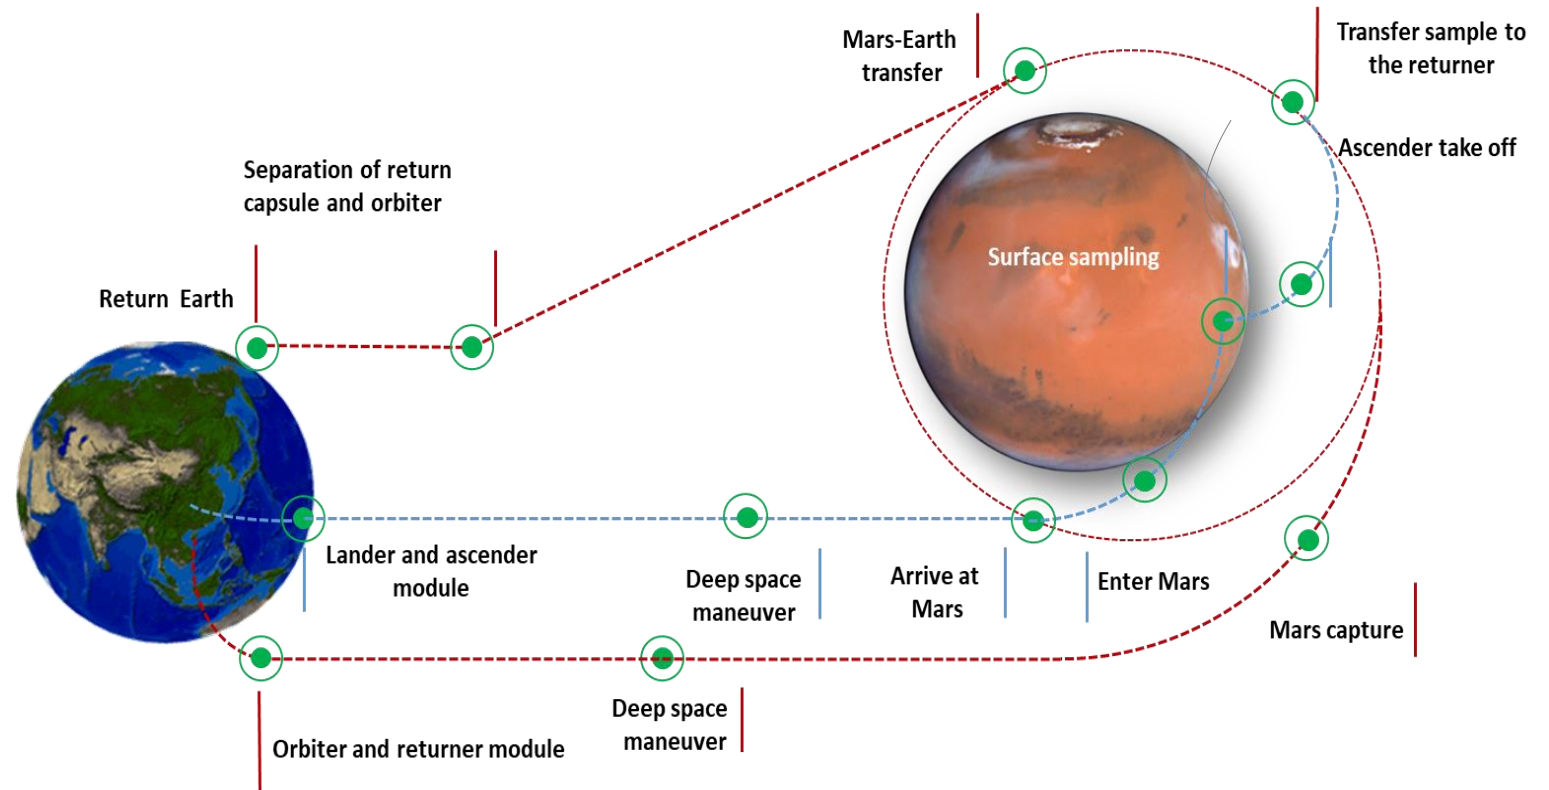 Mars-Earth
transfer
Transfer sample to
the returner
Ascender take off
Separation of return
capsule and orbiter
Surface sampling
Return Earth
Lander and ascender
module
Deep space
maneuver
Arrive at
Mars
Enter Mars
Mars capture
Deep space
maneuver
Orbiter and returner module